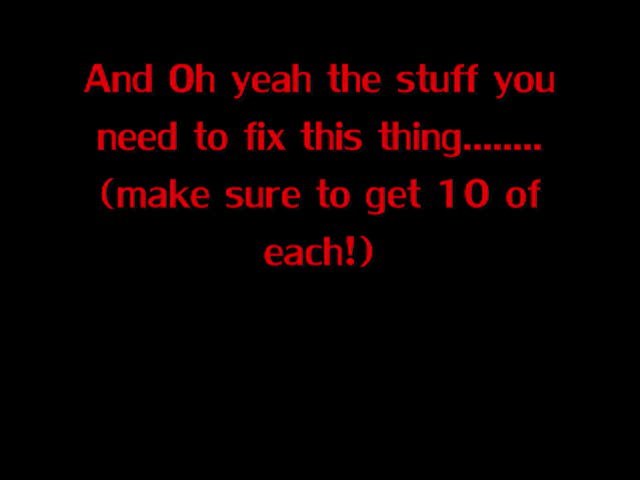 And Oh yeah the stuff you
need to fix this thing........
(make sure to get 10 of
each!)